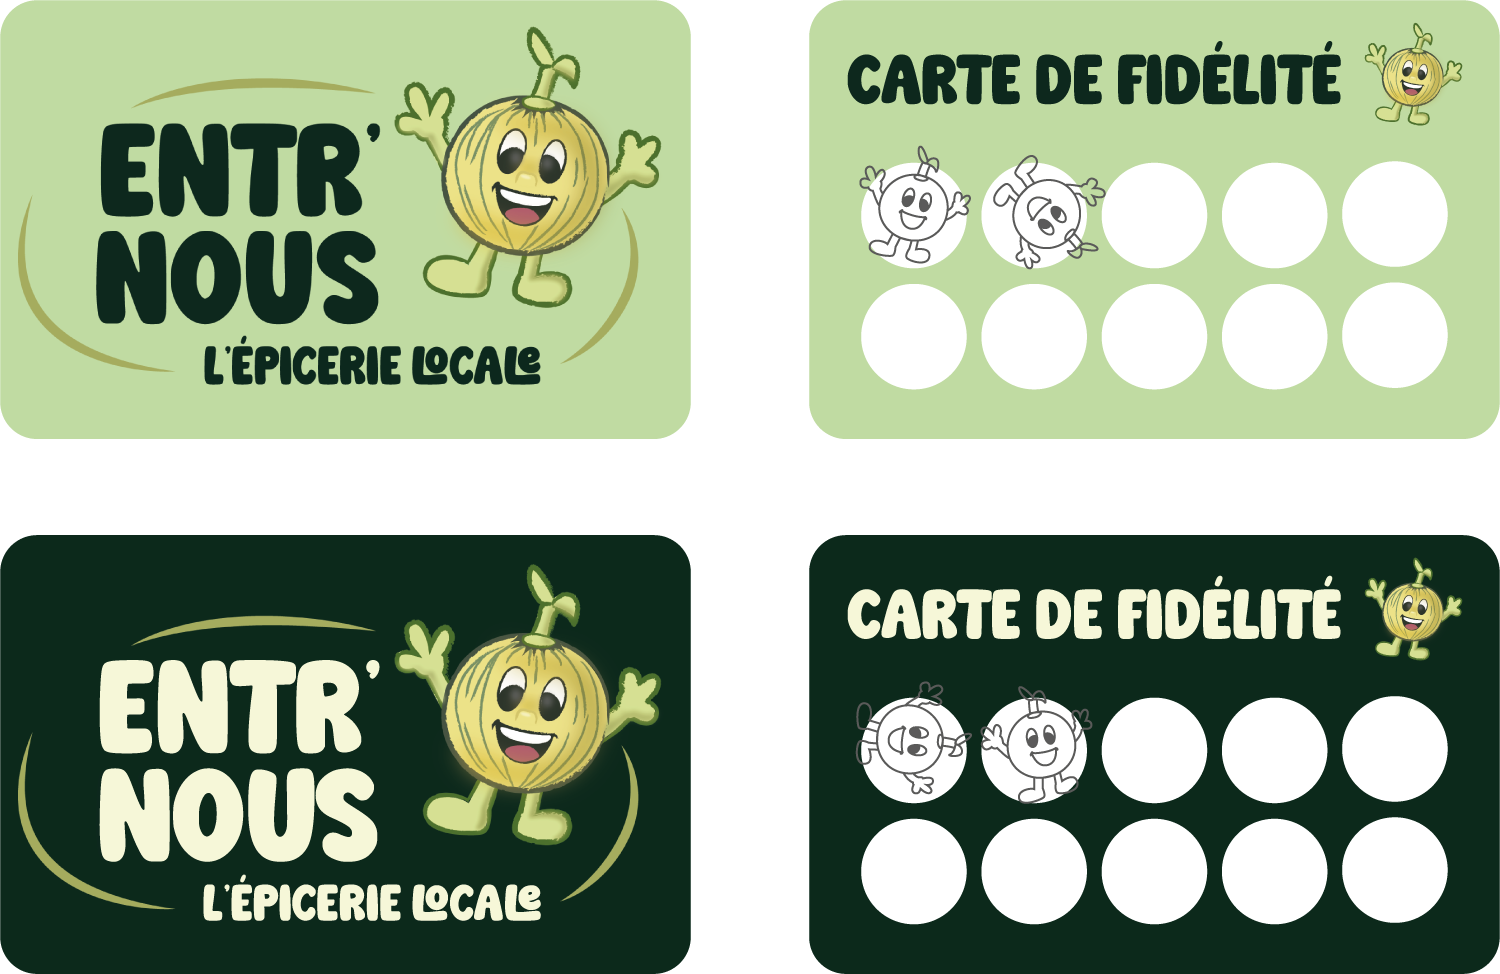 ENTR'
NOUS
L'ÉPICERIE LOCALe
CARTE DE FIDÉLITÉ
ENTR'
NOUS
L'ÉPICERIE LOCALe
CARTE DE FIDÉLITÉ